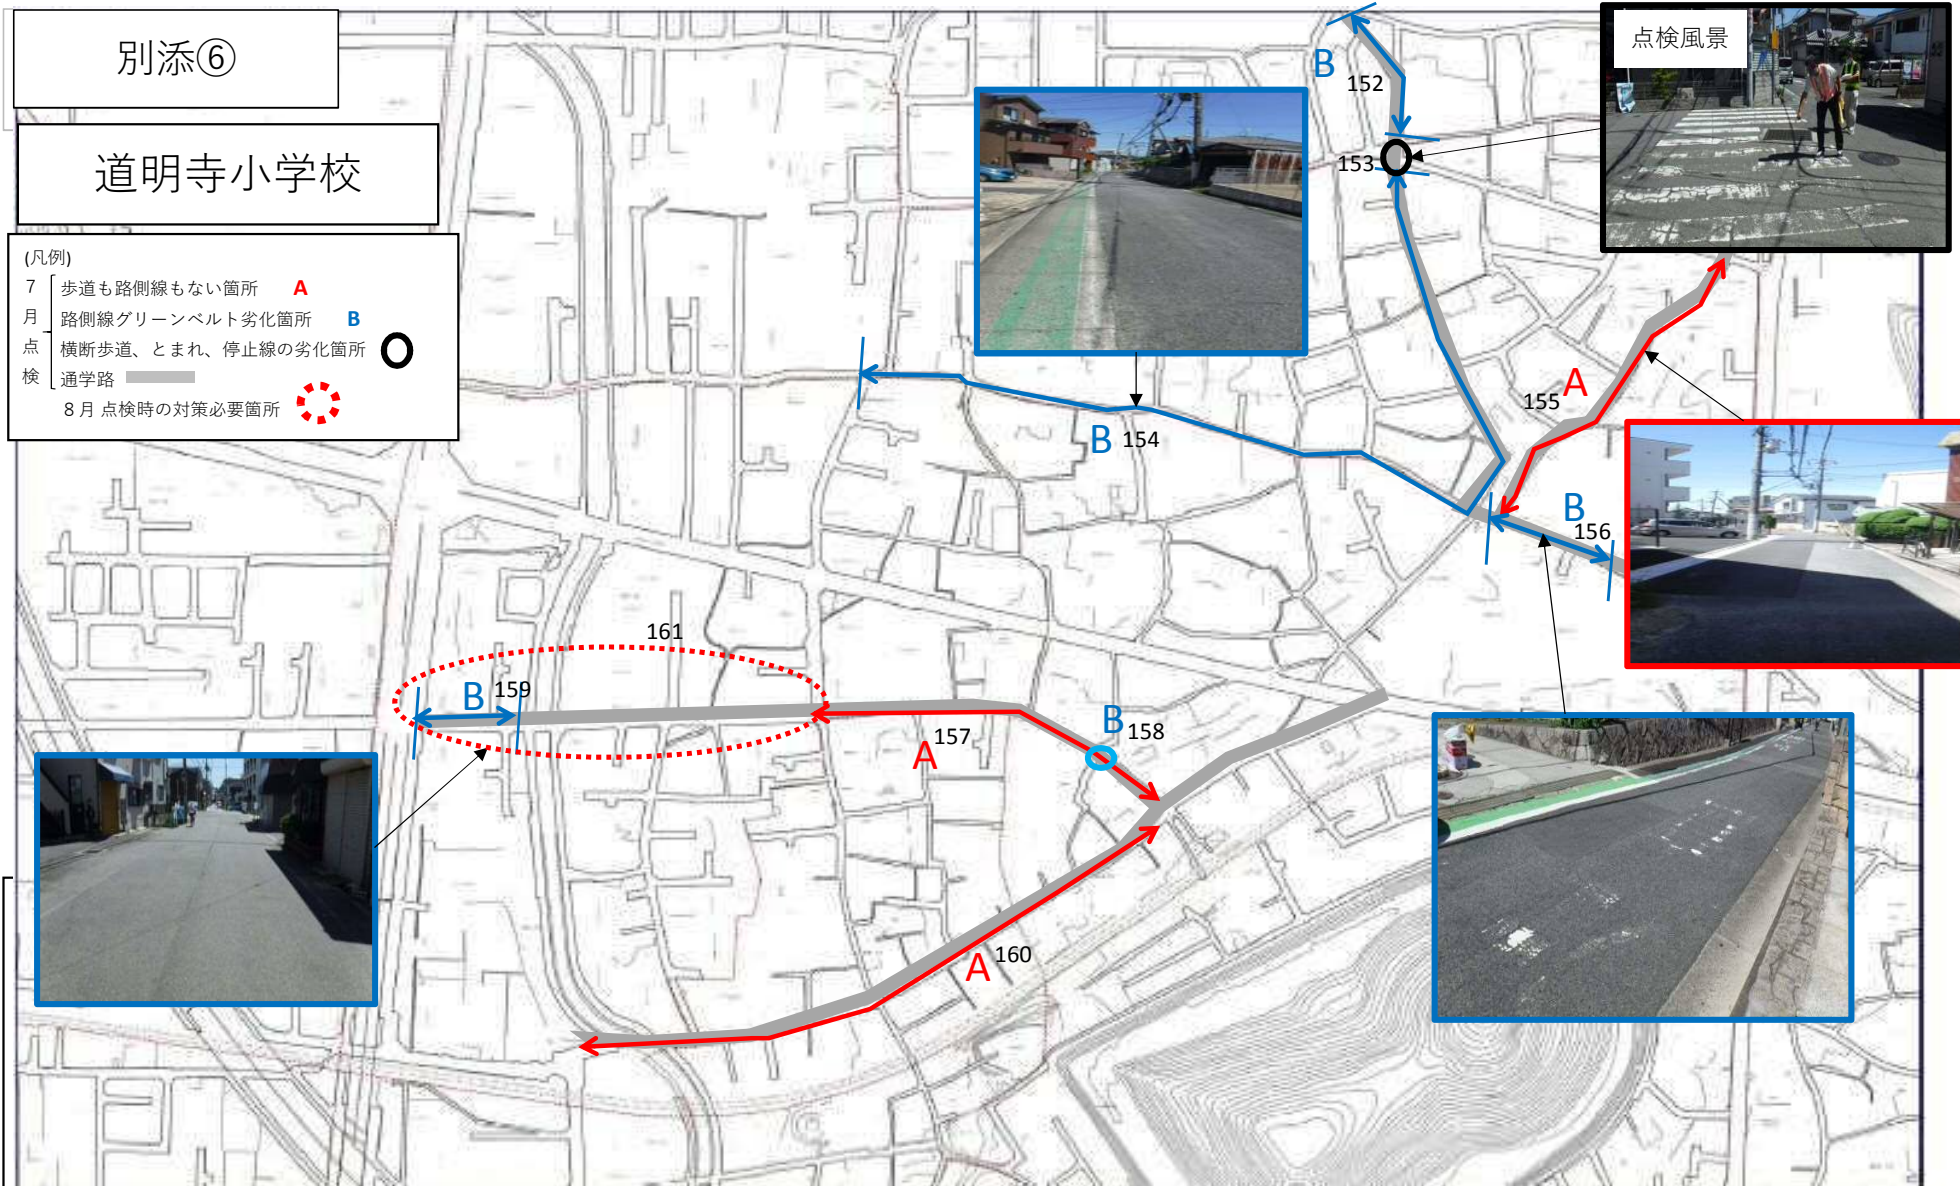 別添⑥
道明寺小学校
(凡例)
7月点検
歩道も路側線もない箇所 A
路側線グリーンベルト劣化箇所 B
横断歩道、とまれ、停止線の劣化箇所
通学路
8月点検時の対策必要箇所
点検風景
B 152
153
B 154
155 A
B 156
161
B 159
A 157
B 158
A 160